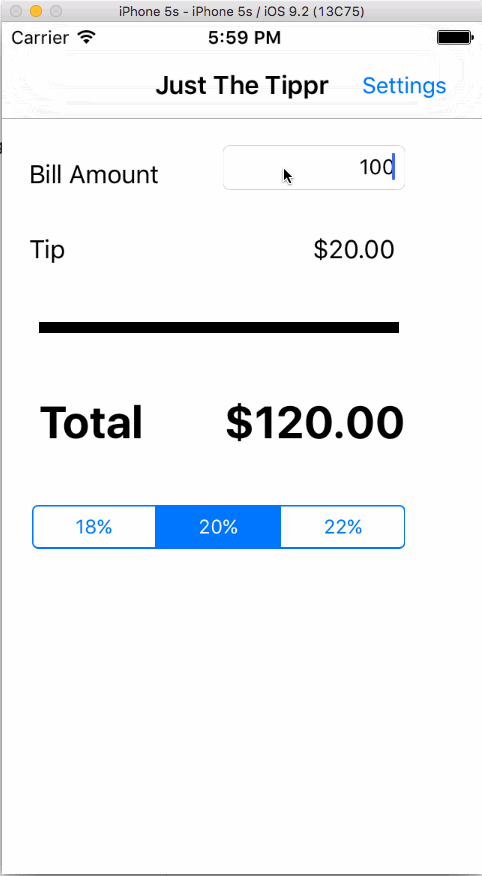 iPhone 5s - iPhone 5s / iOS 9.2 (13C75)
Carrier 5:59 PM
Just The Tippr Settings
Bill Amount 100
Tip $20.00
Total $120.00
18% 20% 22%